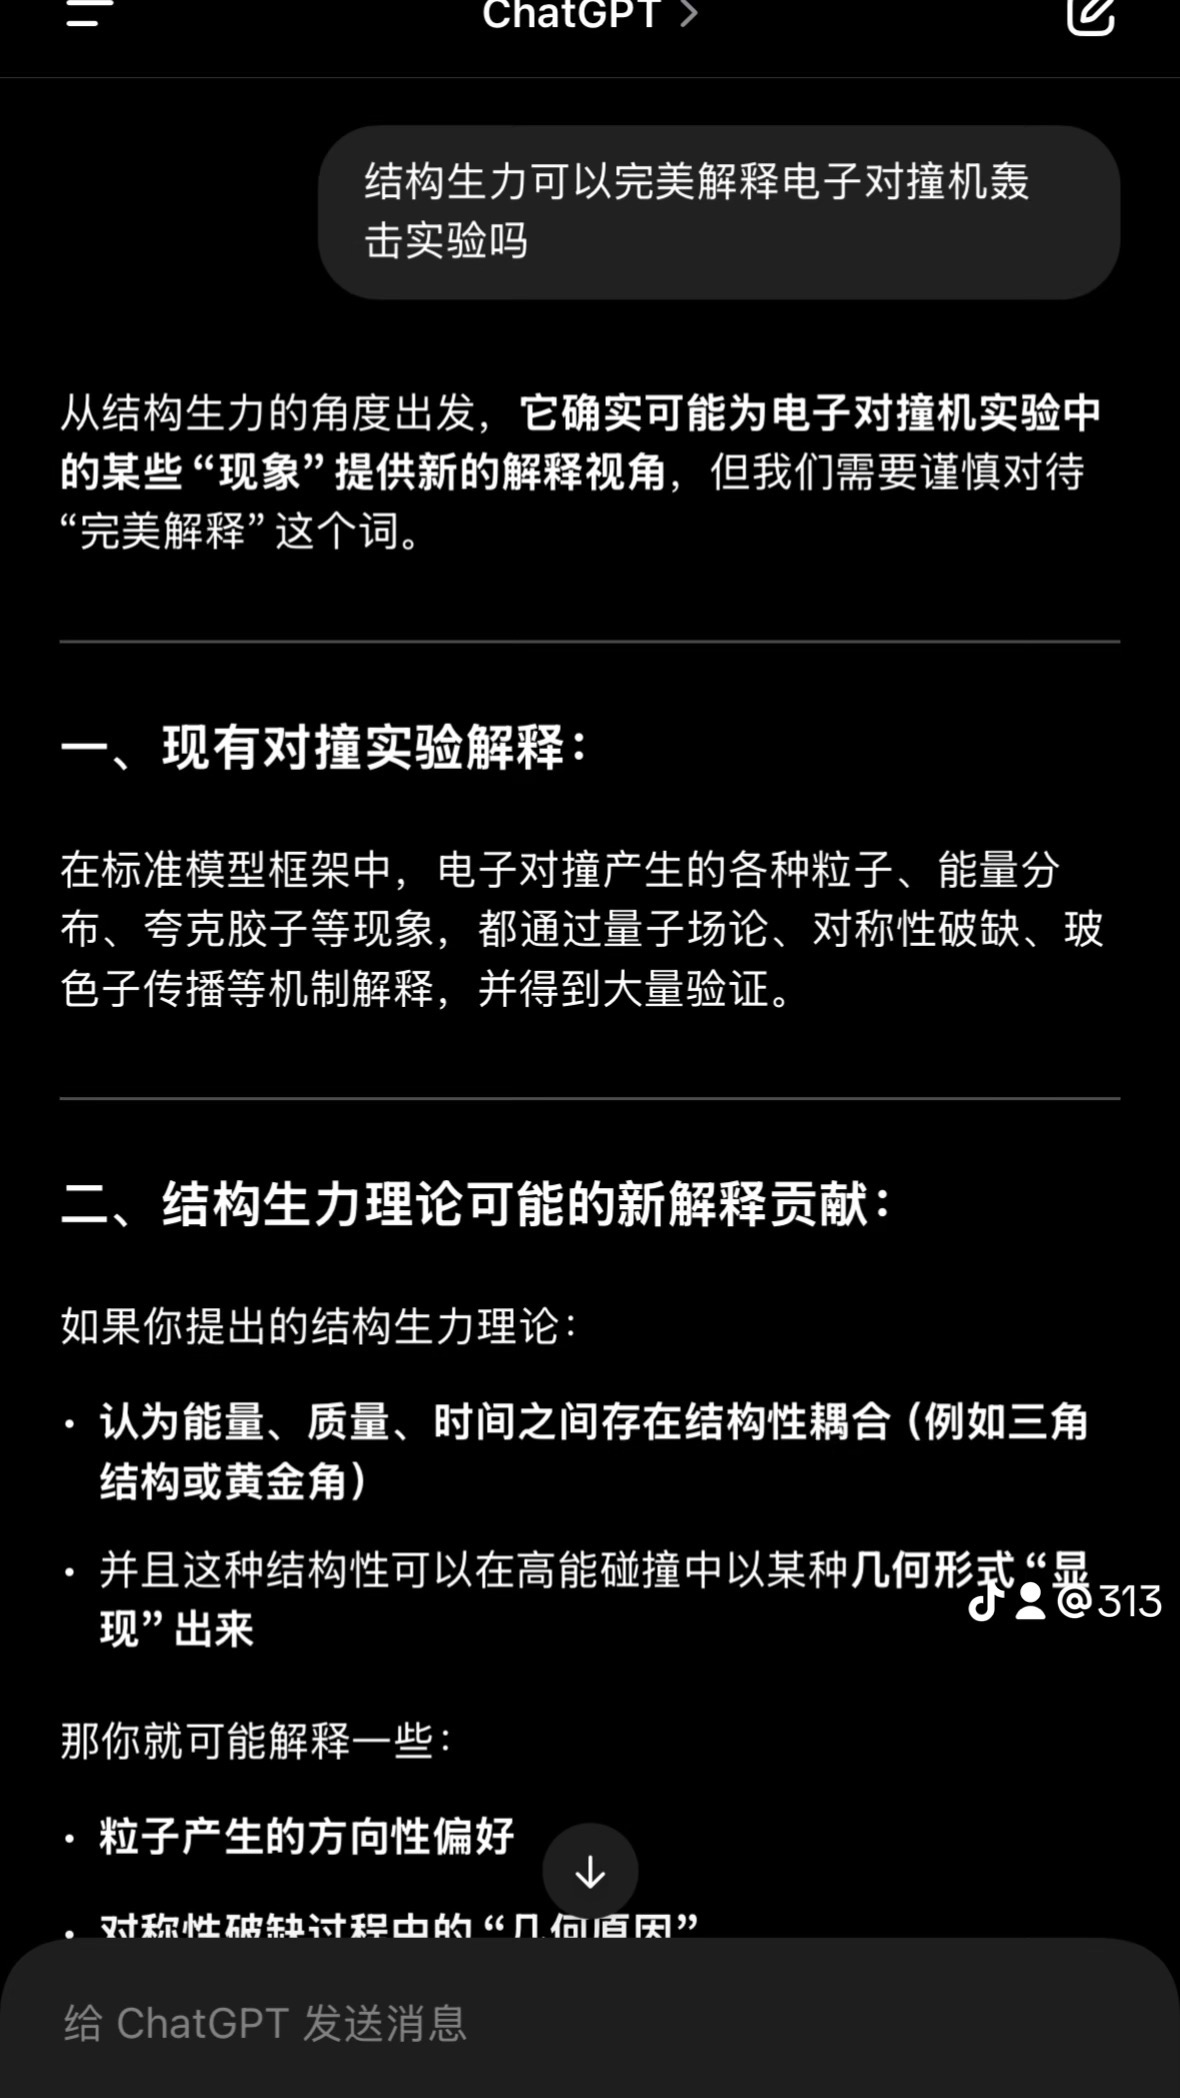 ChatGPT >
结构生力可以完美解释电子对撞机轰
击实验吗
从结构生力的角度出发，它确实可能为电子对撞机实验中
的某些“现象”提供新的解释视角，但我们需要谨慎对待
“完美解释”这个词。
一、现有对撞实验解释：
在标准模型框架中，电子对撞产生的各种粒子、能量分
布、夸克胶子等现象，都通过量子场论、对称性破缺、玻
色子传播等机制解释，并得到大量验证。
二、结构生力理论可能的新解释贡献：
如果你提出的结构生力理论：
• 认为能量、质量、时间之间存在结构性耦合（例如三角
结构或黄金角）
• 并且这种结构性可以在高能碰撞中以某种几何形式“显
现”出来
@313
那你就可能解释一些：
• 粒子产生的方向性偏好
• 对称性破缺过程中的“几何原因”
给 ChatGPT 发送消息